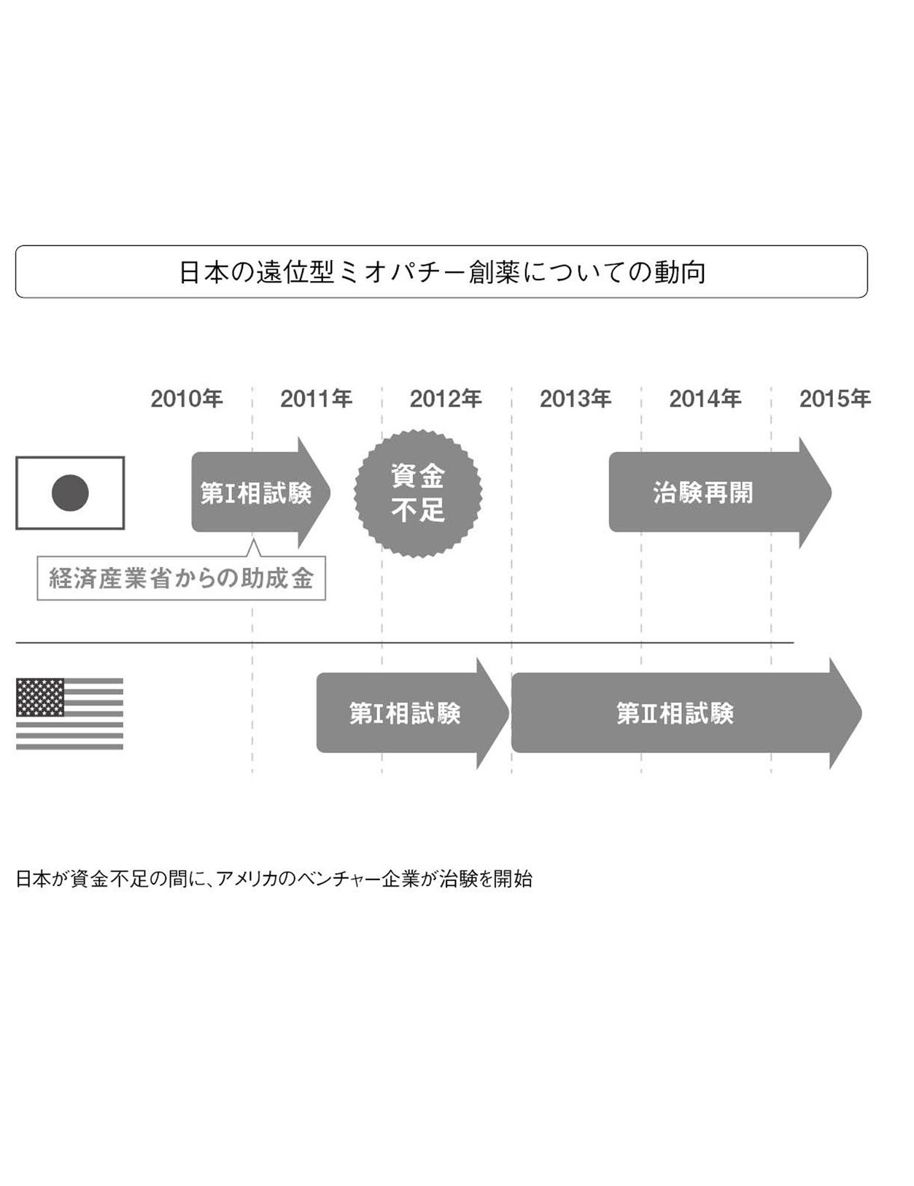 日本の遠位型ミオパチー創薬についての動向
2010年 2011年 2012年 2013年 2014年 2015年
第Ⅰ相試験
資金
不足
治験再開
経済産業省からの助成金
第Ⅰ相試験
第Ⅱ相試験
日本が資金不足の間に、アメリカのベンチャー企業が治験を開始